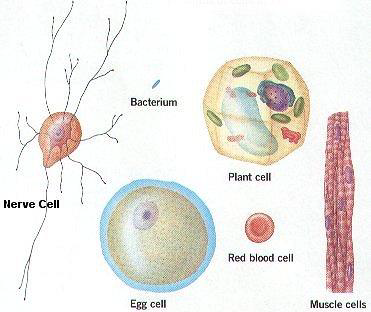 Bacterium
Plant cell
Nerve Cell
Red blood cell
Egg cell
Muscle cells